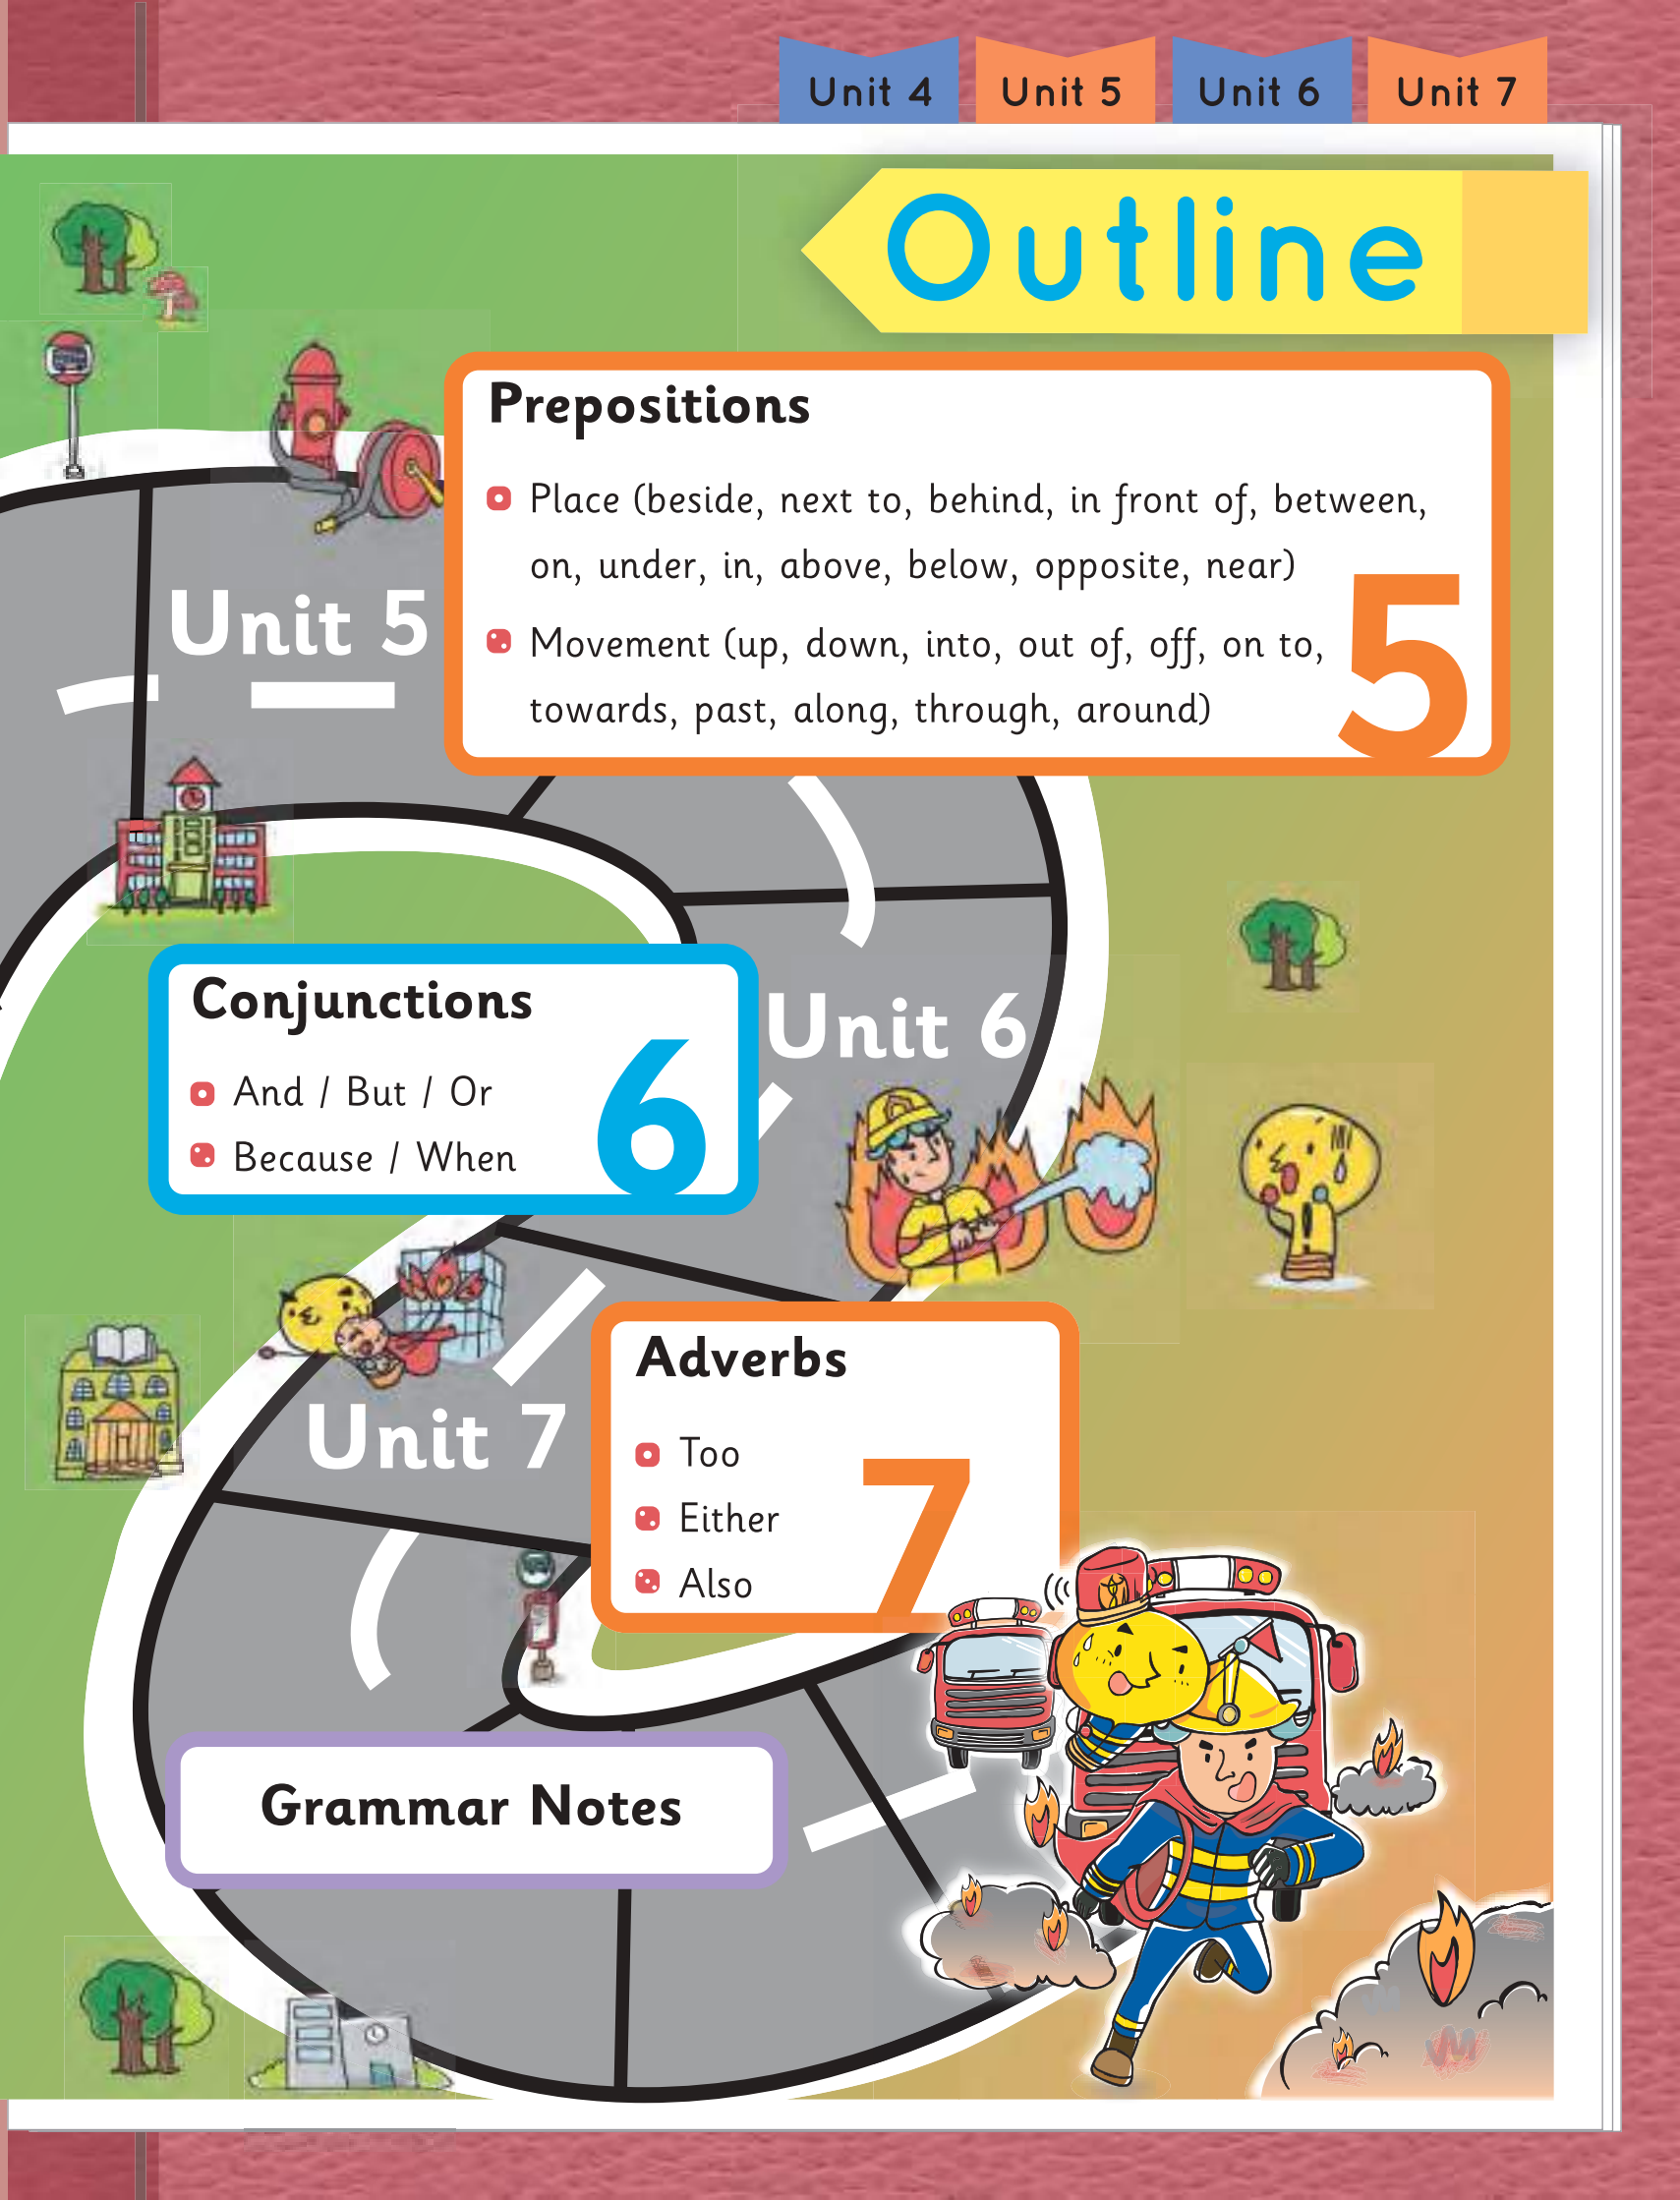 Unit 4
Unit 5
Unit 6
Unit 7
Outline
Prepositions
Place (beside, next to, behind, in front of, between,
on, under, in, above, below, opposite, near)
Movement (up, down, into, out of, off, on to,
towards, past, along, through, around)
5
Unit 5
Conjunctions
And / But / Or
Because / When
6
Unit 6
Adverbs
Too
Either
Also
7
Unit 7
Grammar Notes